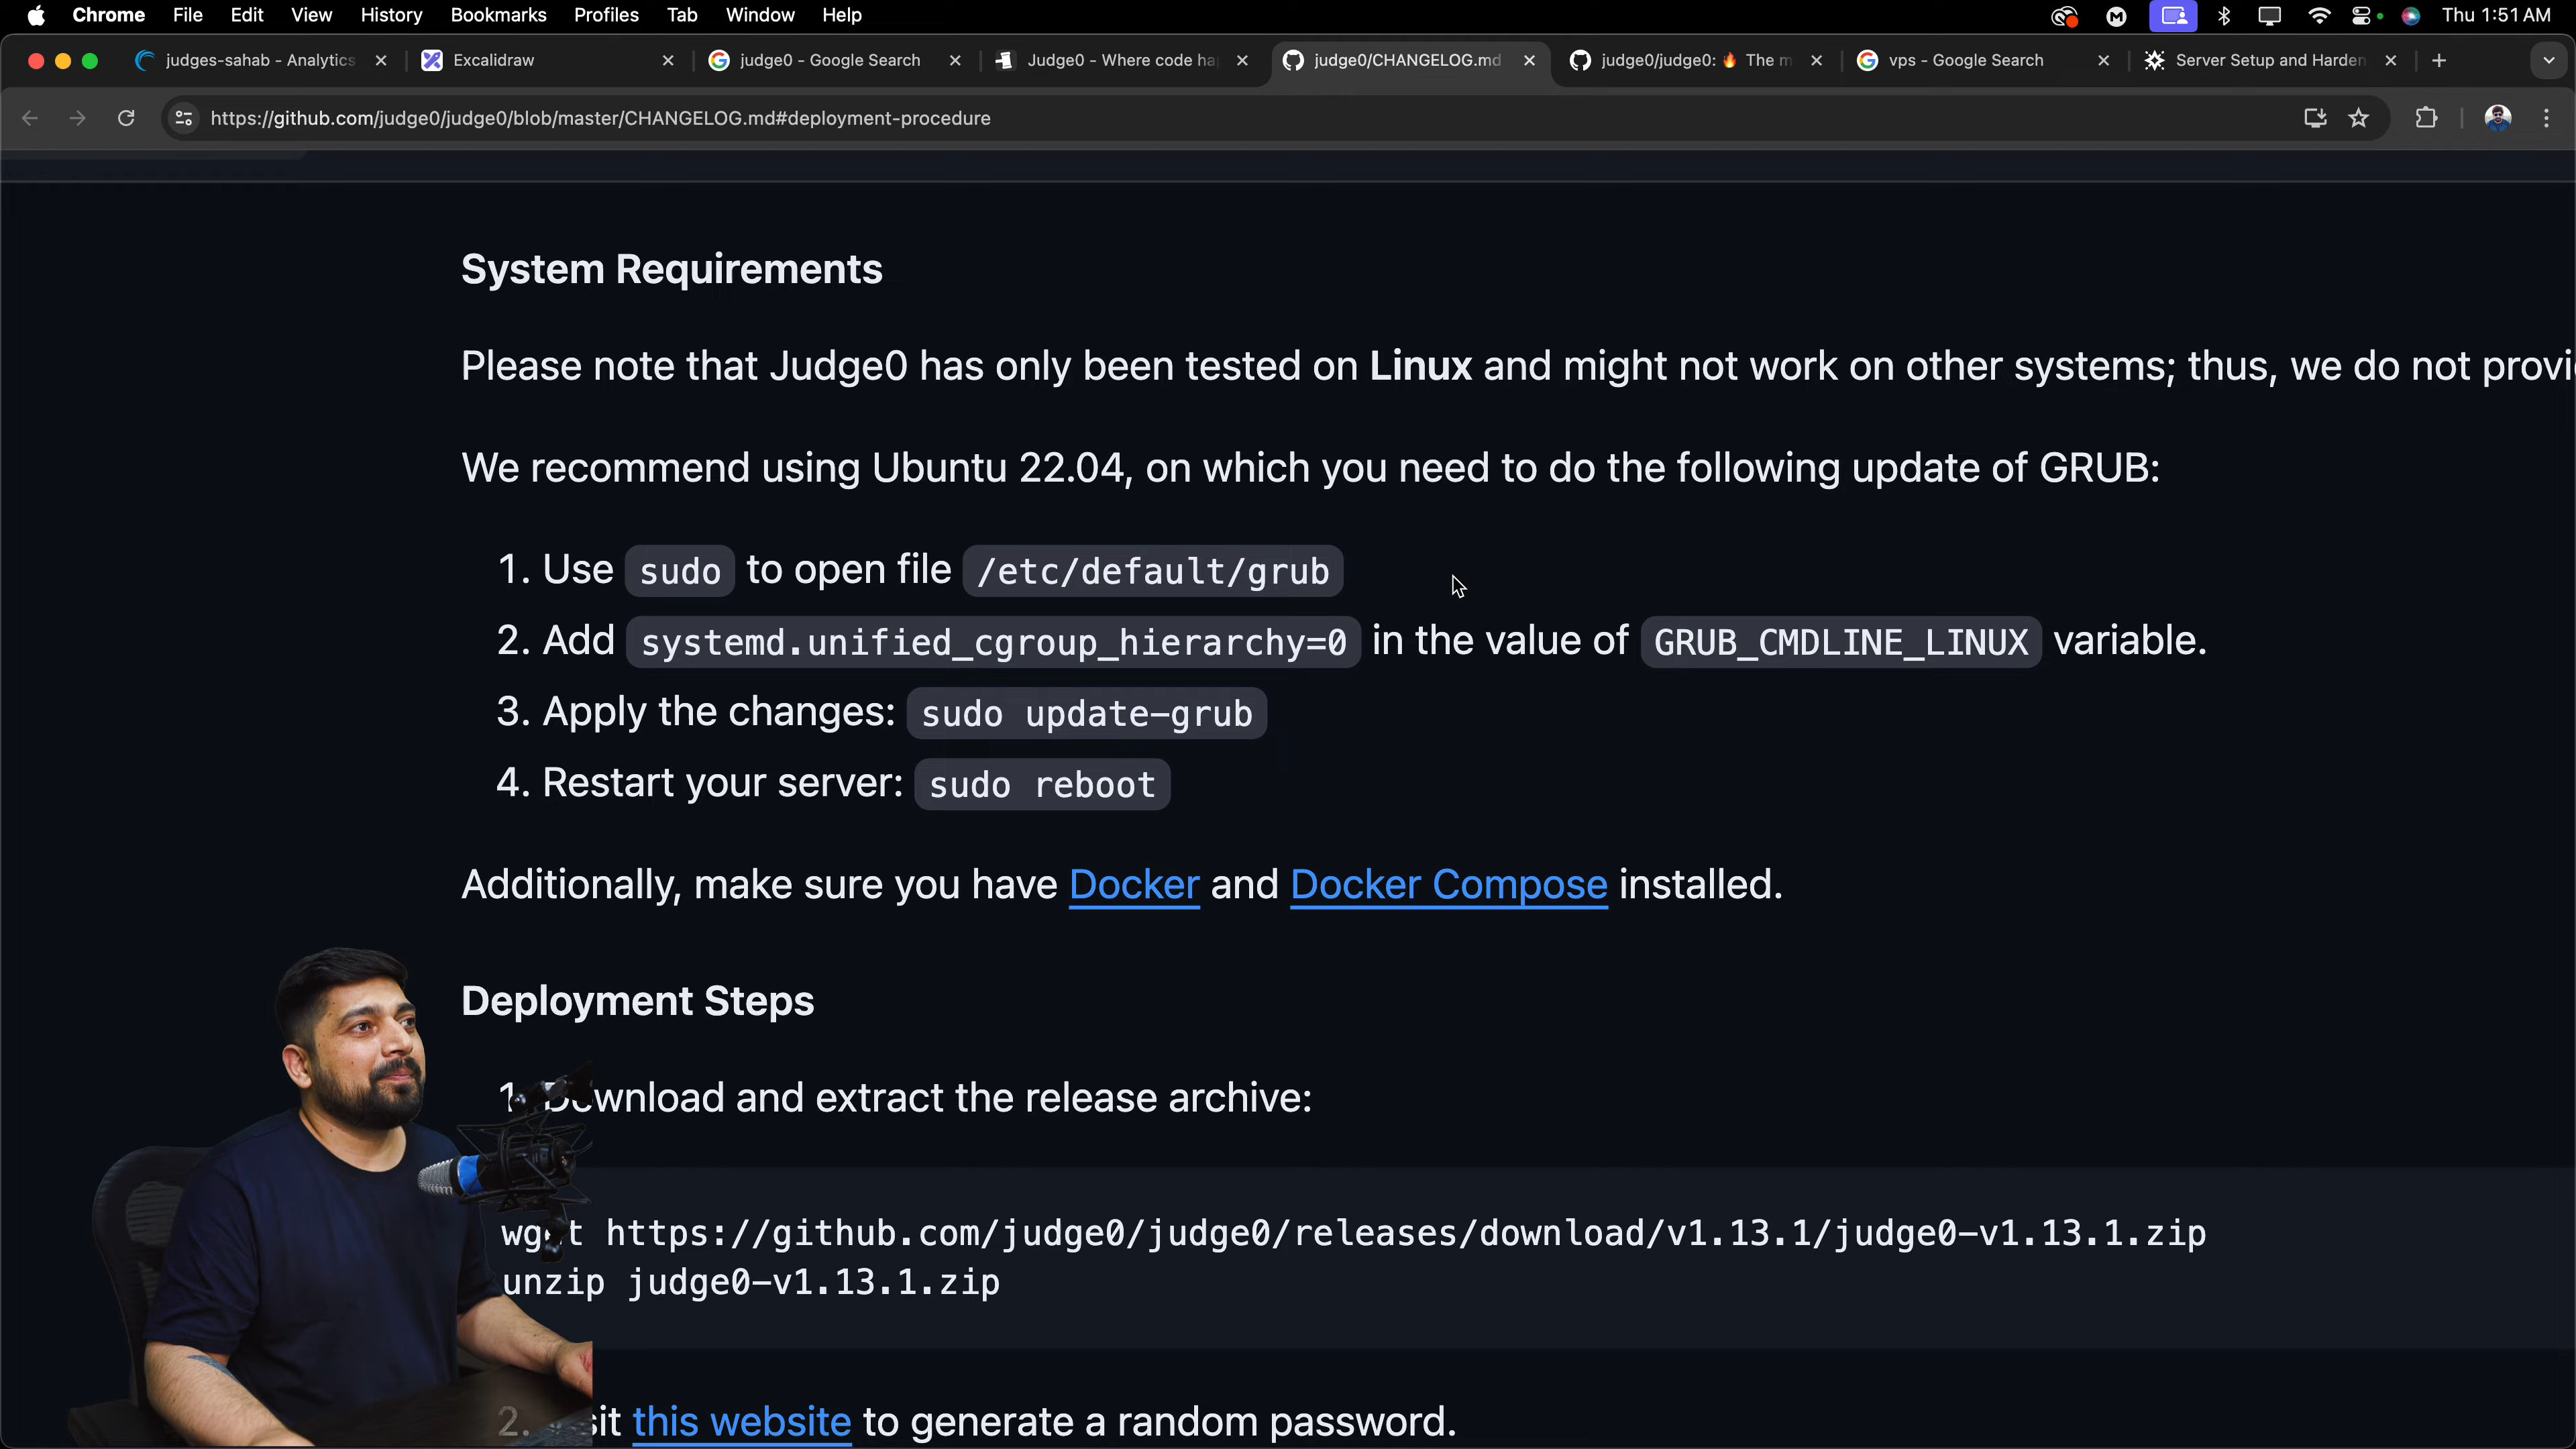 Chrome File Edit View History Bookmarks Profiles Tab Window Help Thu 1:51 AM
judges-sahab - Analytics Excalidraw judge0 - Google Search Judge0 - Where code ha judge0/CHANGELOG.md judge0/judge0: 🔥 The m vps - Google Search Server Setup and Harden
https://github.com/judge0/judge0/blob/master/CHANGELOG.md#deployment-procedure
System Requirements
Please note that Judge0 has only been tested on Linux and might not work on other systems; thus, we do not provi
We recommend using Ubuntu 22.04, on which you need to do the following update of GRUB:
1. Use sudo to open file /etc/default/grub
2. Add systemd.unified_cgroup_hierarchy=0 in the value of GRUB_CMDLINE_LINUX variable.
3. Apply the changes: sudo update-grub
4. Restart your server: sudo reboot
Additionally, make sure you have Docker and Docker Compose installed.
Deployment Steps
1. Download and extract the release archive:
wget https://github.com/judge0/judge0/releases/download/v1.13.1/judge0-v1.13.1.zip
unzip judge0-v1.13.1.zip
2. sit this website to generate a random password.